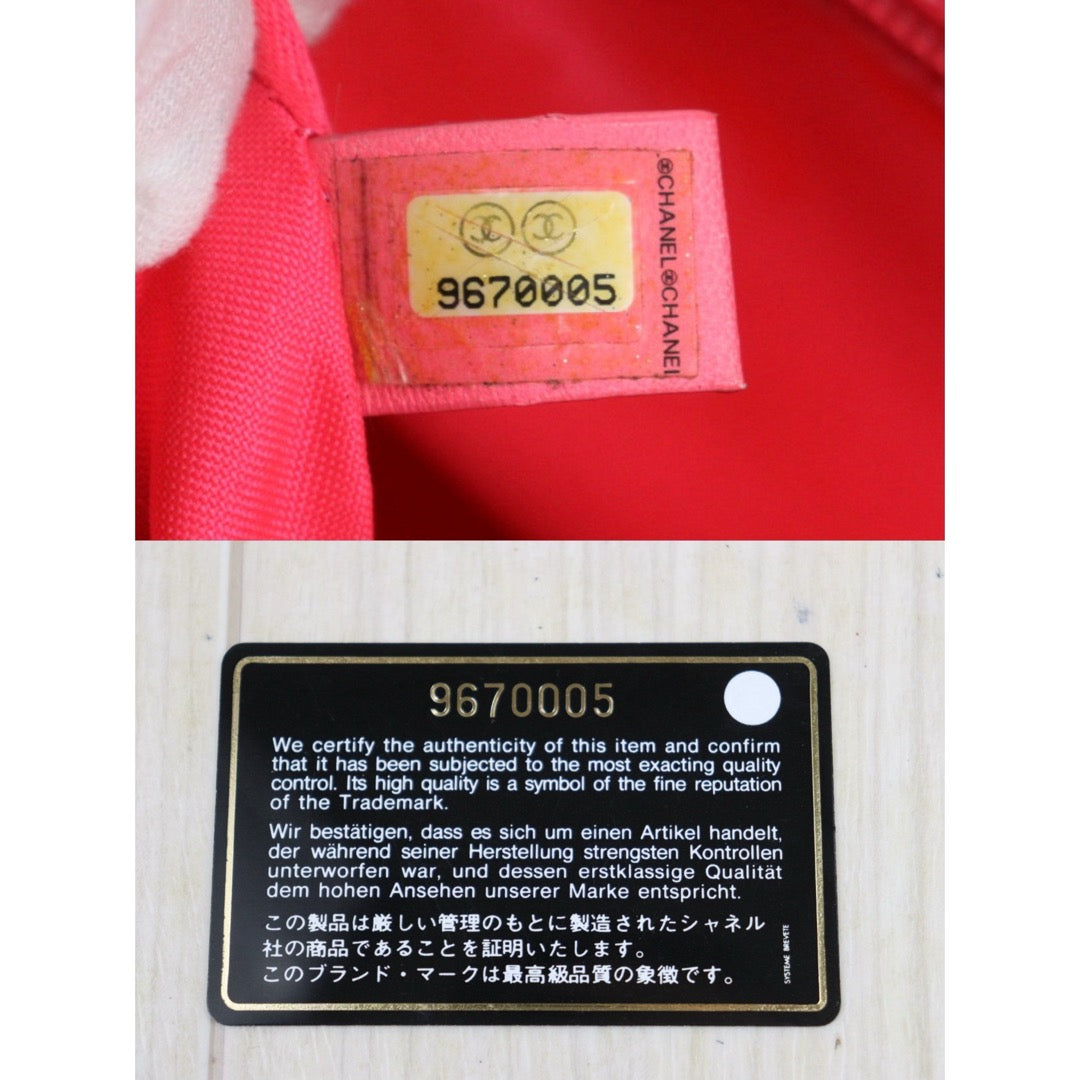 9670005
®CHANEL®CHANEL
9670005
We certify the authenticity of this item and confirm
that it has been subjected to the most exacting quality
control. Its high quality is a symbol of the fine reputation
of the Trademark.
Wir bestätigen, dass es sich um einen Artikel handelt,
der während seiner Herstellung strengsten Kontrollen
unterworfen war, und dessen erstklassige Qualität
dem hohen Ansehen unserer Marke entspricht.
この製品は厳しい管理のもとに製造されたシャネル
社の商品であることを証明いたします。
このブランド・マークは最高級品質の象徴です。
SYSTEME BREVETE